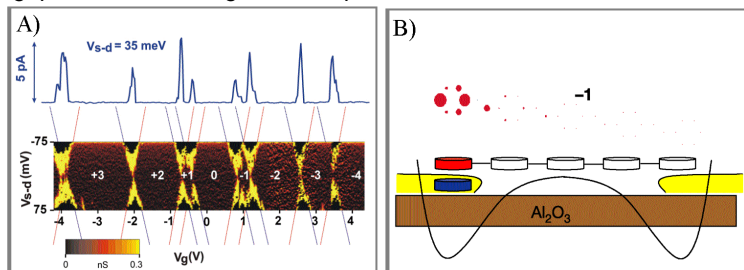 A)
Vs-d = 35 meV
5 pA
Vs-d (mV)
-75
75
+3 +2 +1 0 -1 -2 -3 -4
-4 -3 -2 -1 0 1 2 3 4
0 nS 0.3
Vg(V)
B)
-1
Al2O3